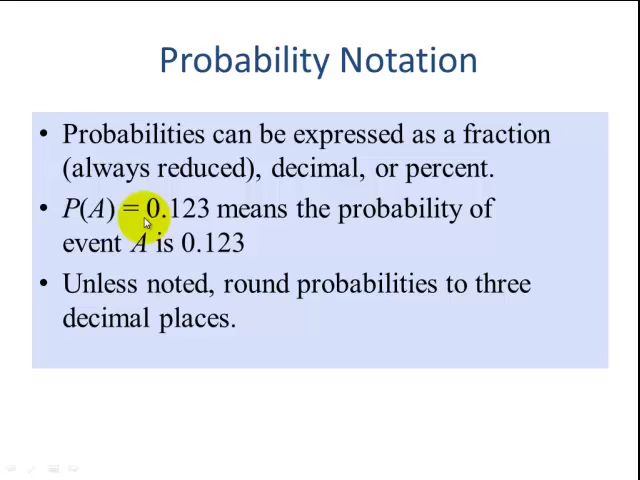 Probability Notation
• Probabilities can be expressed as a fraction
(always reduced), decimal, or percent.
• P(A) = 0.123 means the probability of
event A is 0.123
• Unless noted, round probabilities to three
decimal places.